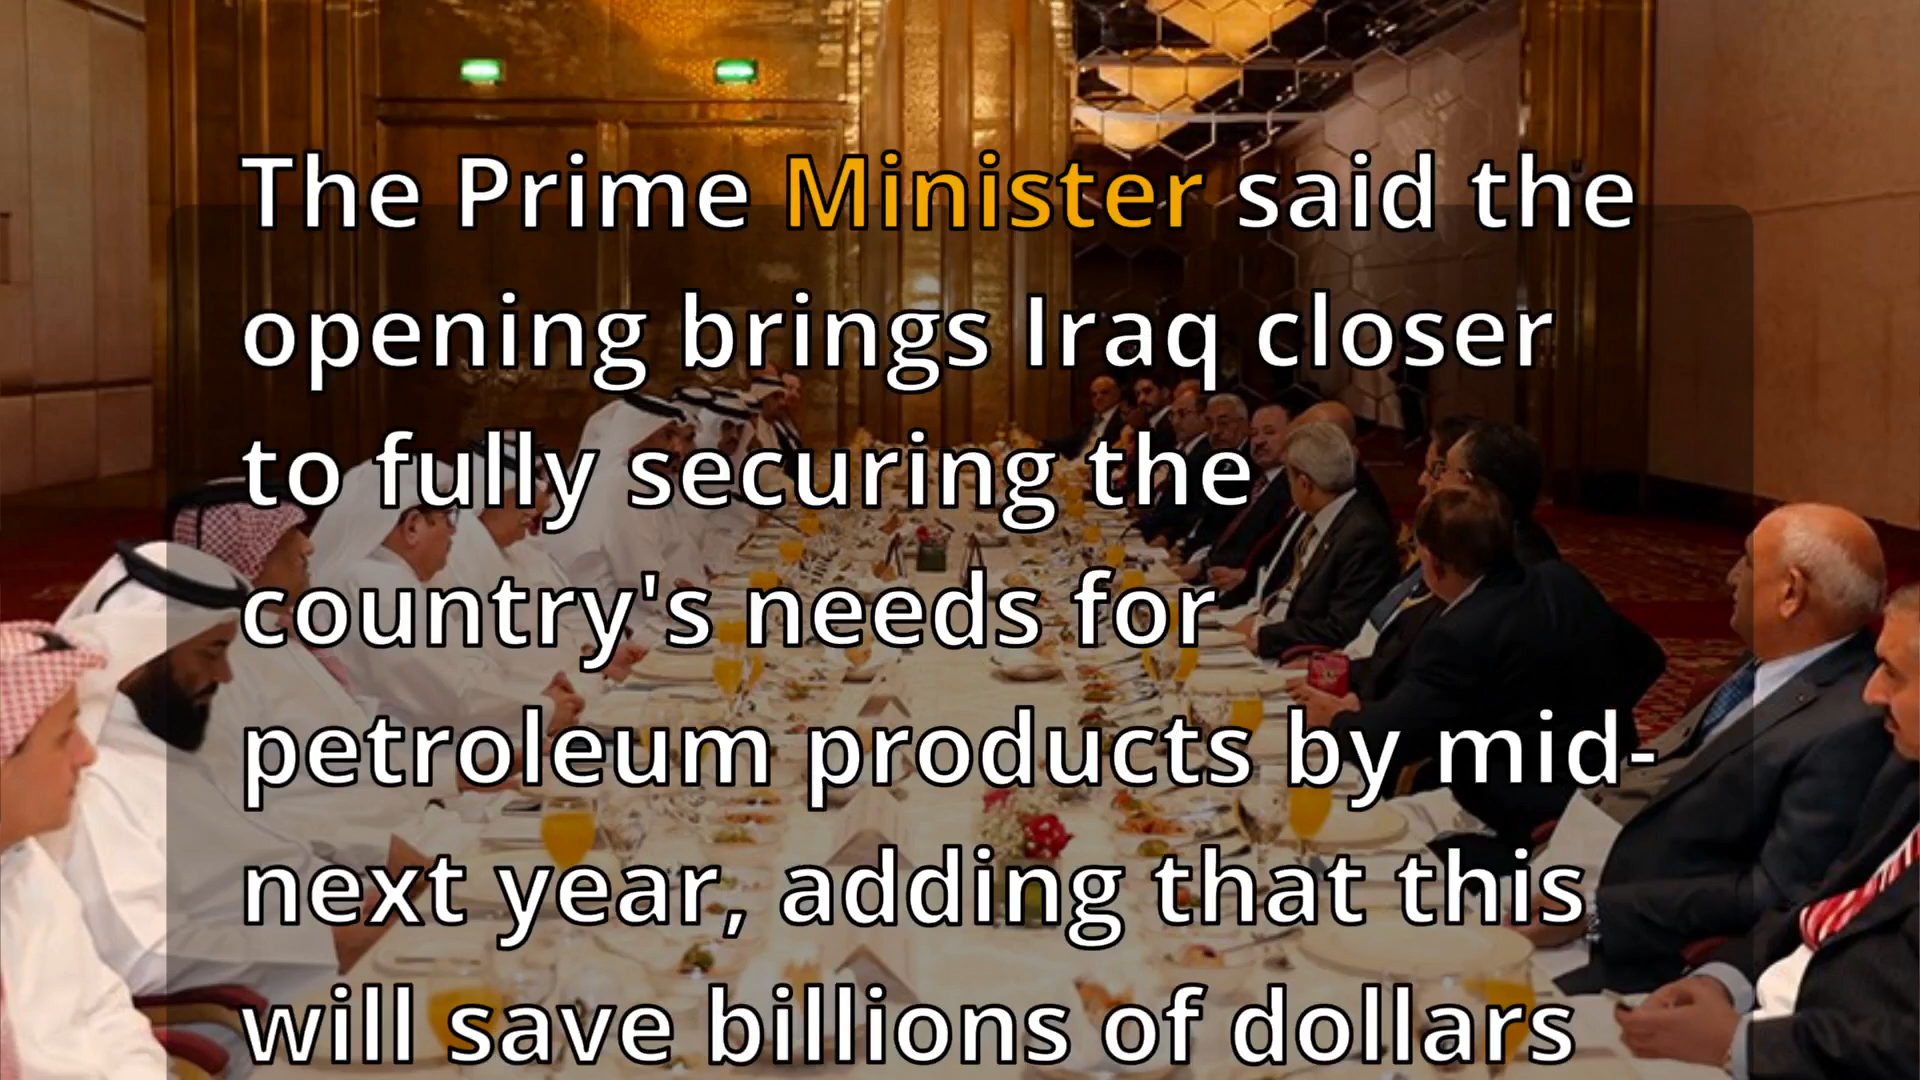 The Prime Minister said the
opening brings Iraq closer
to fully securing the
country's needs for
petroleum products by mid-
next year, adding that this
will save billions of dollars